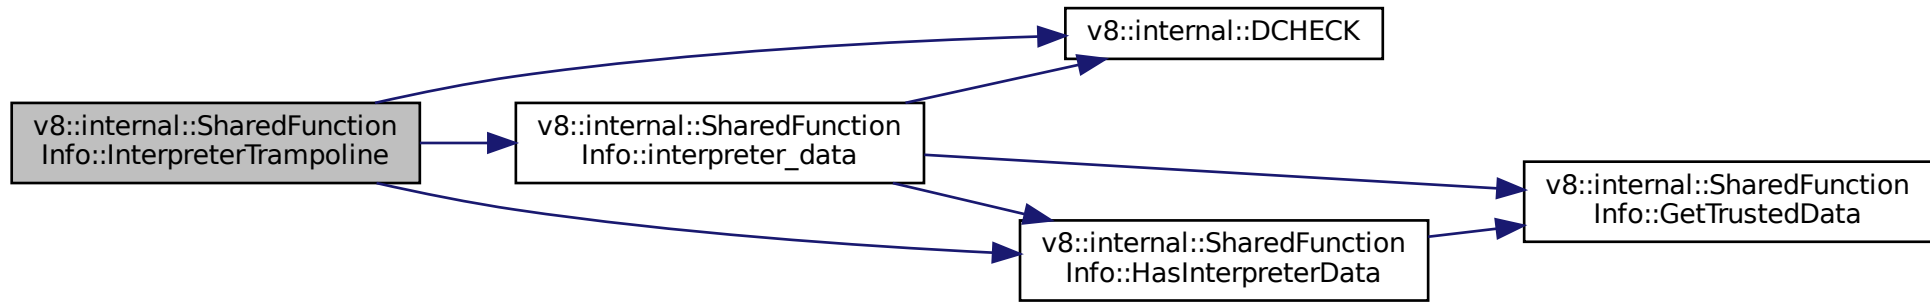 v8::internal::DCHECK
v8::internal::SharedFunction
Info::InterpreterTrampoline
v8::internal::SharedFunction
Info::interpreter_data
v8::internal::SharedFunction
Info::GetTrustedData
v8::internal::SharedFunction
Info::HasInterpreterData